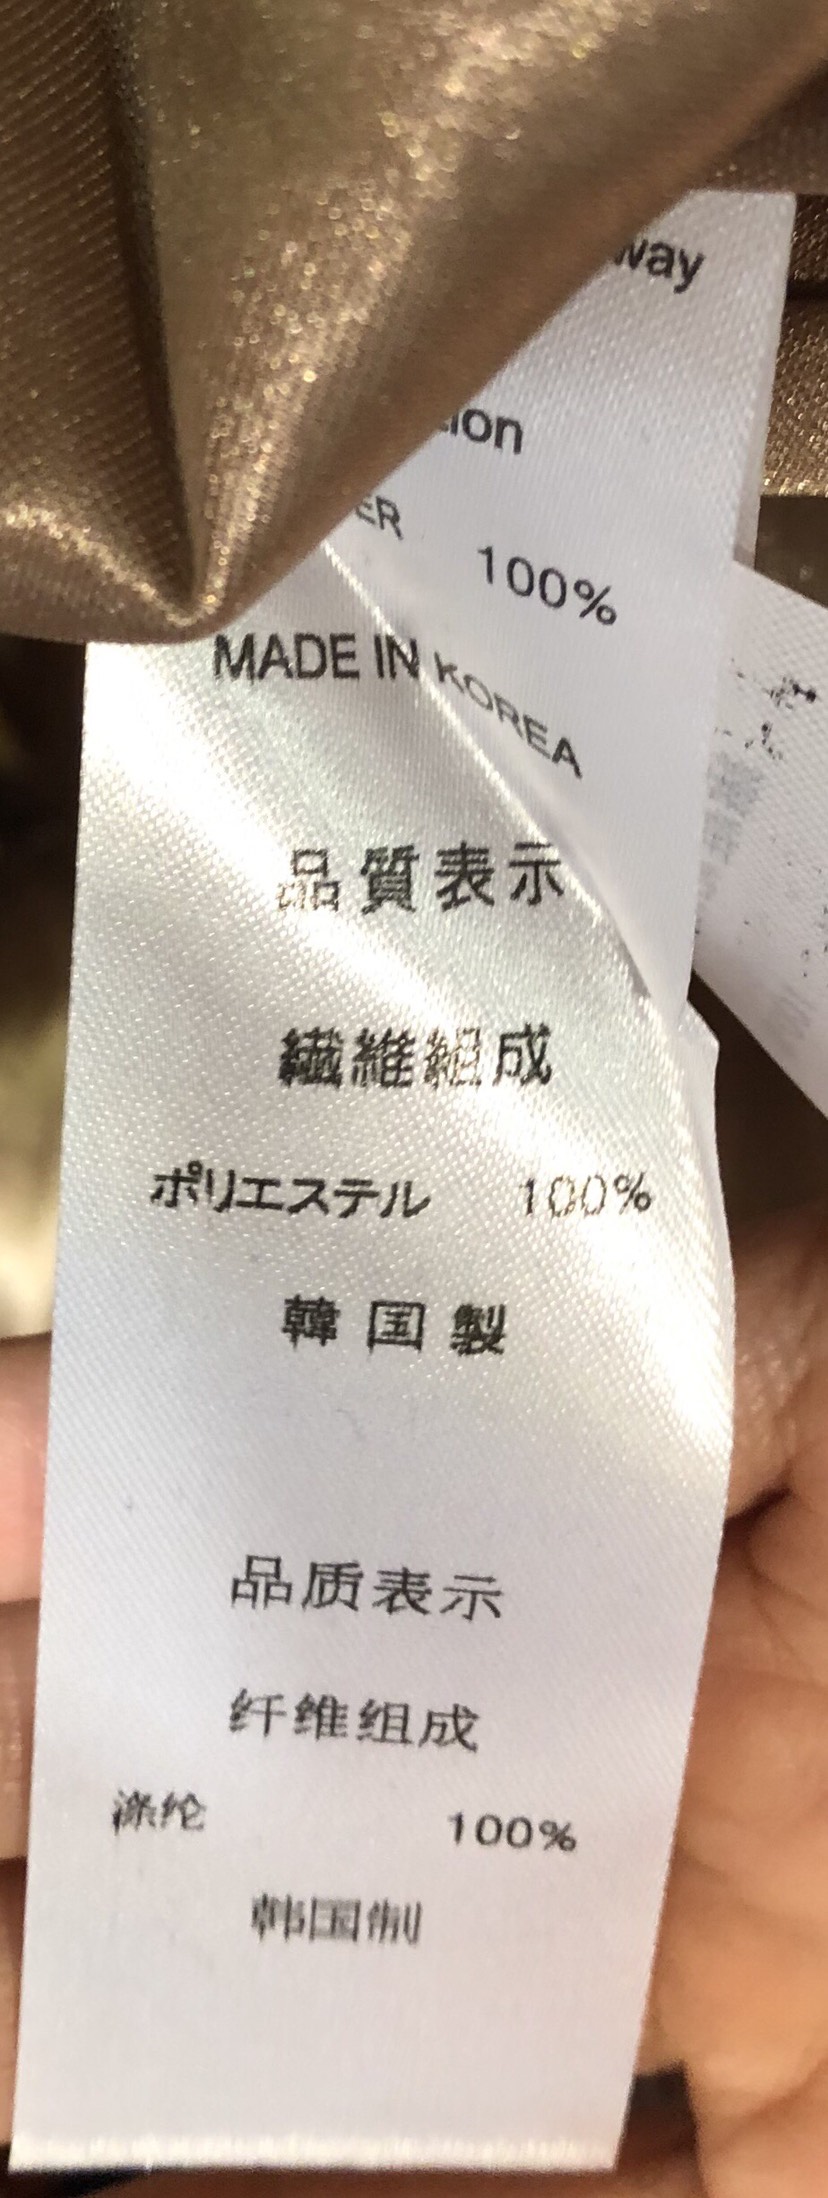 100%
MADE IN KOREA
品質表示
繊維組成
ポリエステル 100%
韓国製
品质表示
纤维组成
涤纶 100%
韩国制